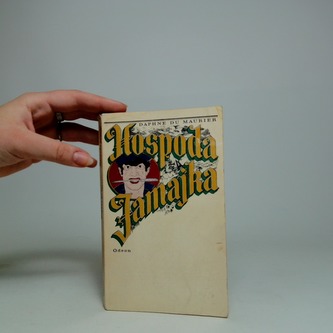 DAPHNE DU MAURIER
Hospoda
Jamajka
Odeon